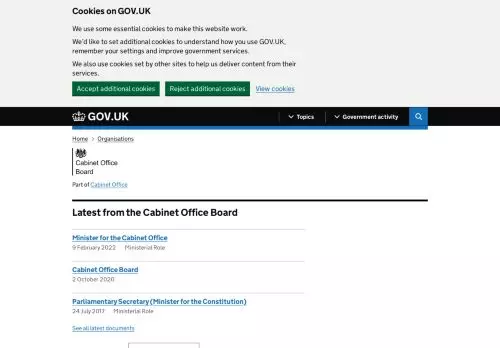 Cookies on GOV.UK
We use some essential cookies to make this website work.
We'd like to set additional cookies to understand how you use GOV.UK,
remember your settings and improve government services.
We also use cookies set by other sites to help us deliver content from their
services.
Accept additional cookies Reject additional cookies View cookies
GOV.UK Topics Government activity
Home Organisations
Cabinet Office
Board
Part of Cabinet Office
Latest from the Cabinet Office Board
Minister for the Cabinet Office
9 February 2022 Ministerial Role
Cabinet Office Board
2 October 2020
Parliamentary Secretary (Minister for the Constitution)
24 July 2017 Ministerial Role
See all latest documents